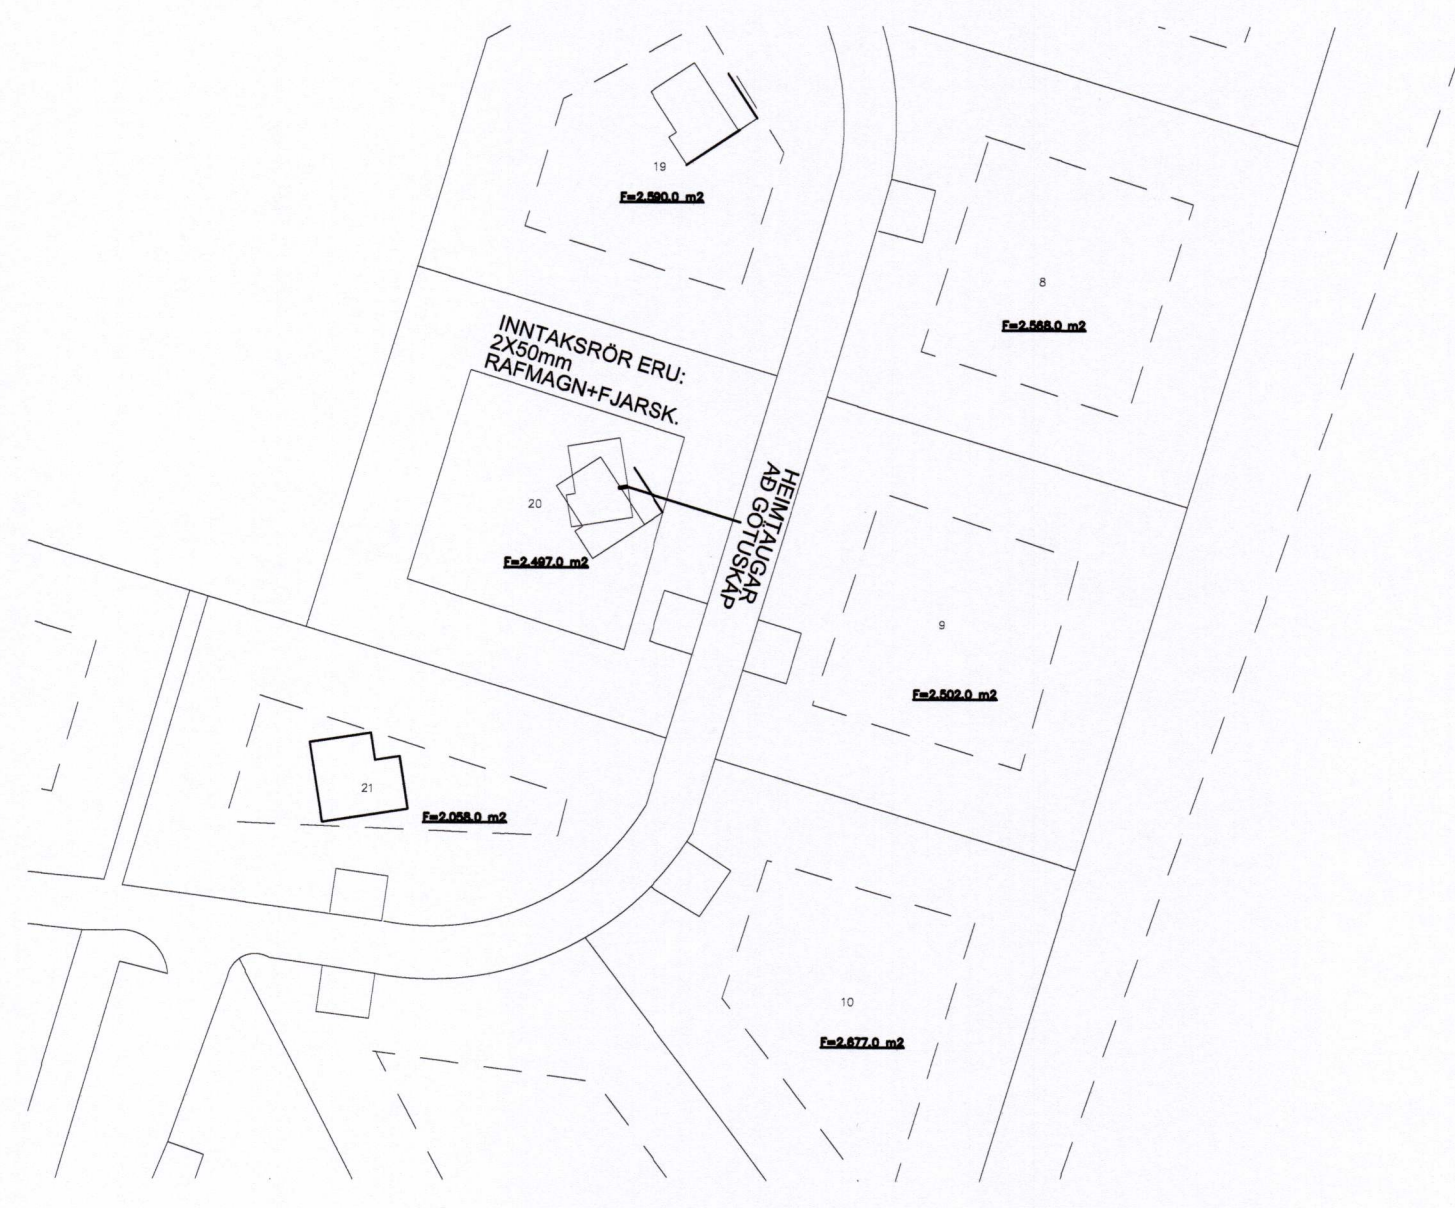 19
F=2.590.0 m2
8
F=2.568.0 m2
INNTAKSRÖR ERU:
2X50mm
RAFMAGN+FJARSK.
20
F=2.497.0 m2
HEIMTAUGAR
AÐ GÖTUSKÁP
9
F=2.502.0 m2
21
F=2.058.0 m2
10
F=2.677.0 m2